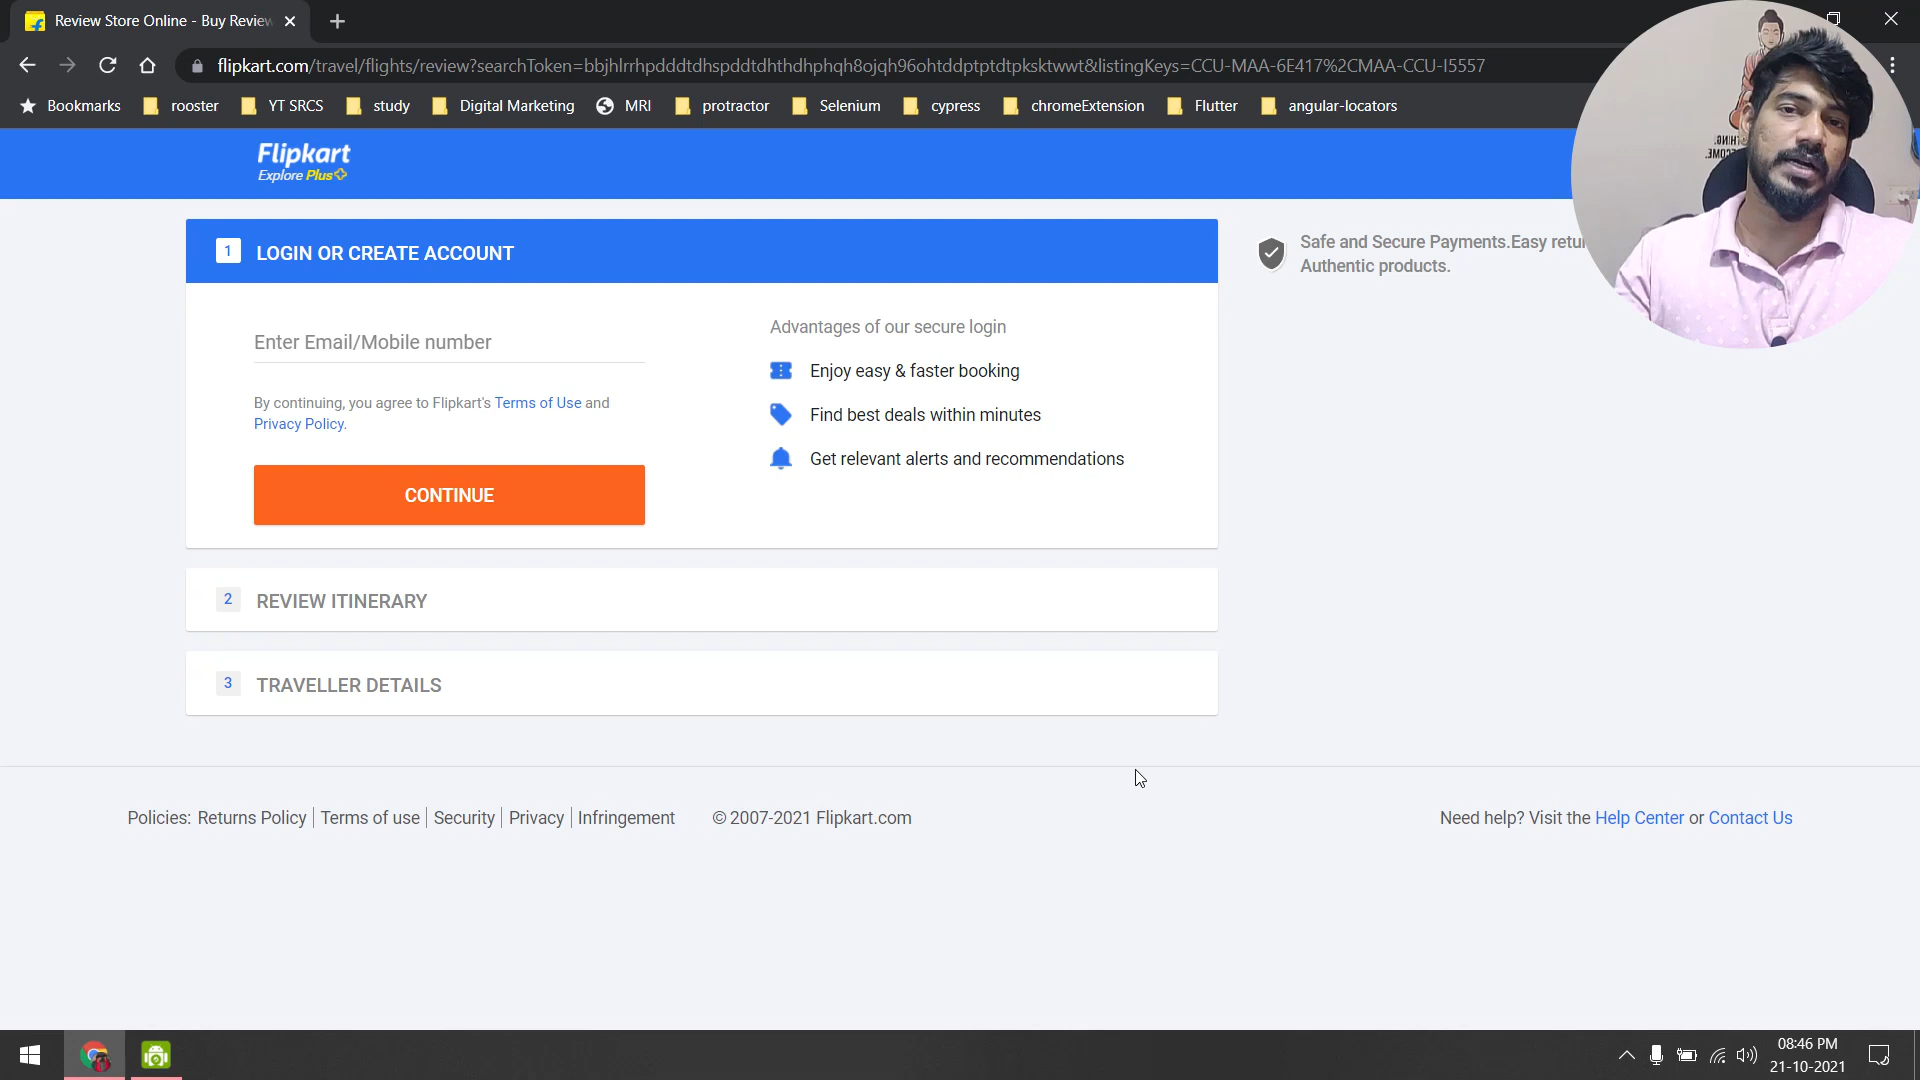 Review Store Online - Buy Review
flipkart.com/travel/flights/review?searchToken=bbjhlrrhpdddtdhspddtdhthdhphqh8ojqh96ohtddptptdtpksktwwt&listingKeys=CCU-MAA-6E417%2CMAA-CCU-I5557
Bookmarks rooster YT SRCS study Digital Marketing MRI protractor Selenium cypress chromeExtension Flutter angular-locators
Flipkart
Explore Plus
1 LOGIN OR CREATE ACCOUNT
Safe and Secure Payments.Easy retu
Authentic products.
Enter Email/Mobile number
By continuing, you agree to Flipkart's Terms of Use and
Privacy Policy.
CONTINUE
Advantages of our secure login
Enjoy easy & faster booking
Find best deals within minutes
Get relevant alerts and recommendations
2 REVIEW ITINERARY
3 TRAVELLER DETAILS
Policies: Returns Policy Terms of use Security Privacy Infringement © 2007-2021 Flipkart.com Need help? Visit the Help Center or Contact Us
08:46 PM
21-10-2021